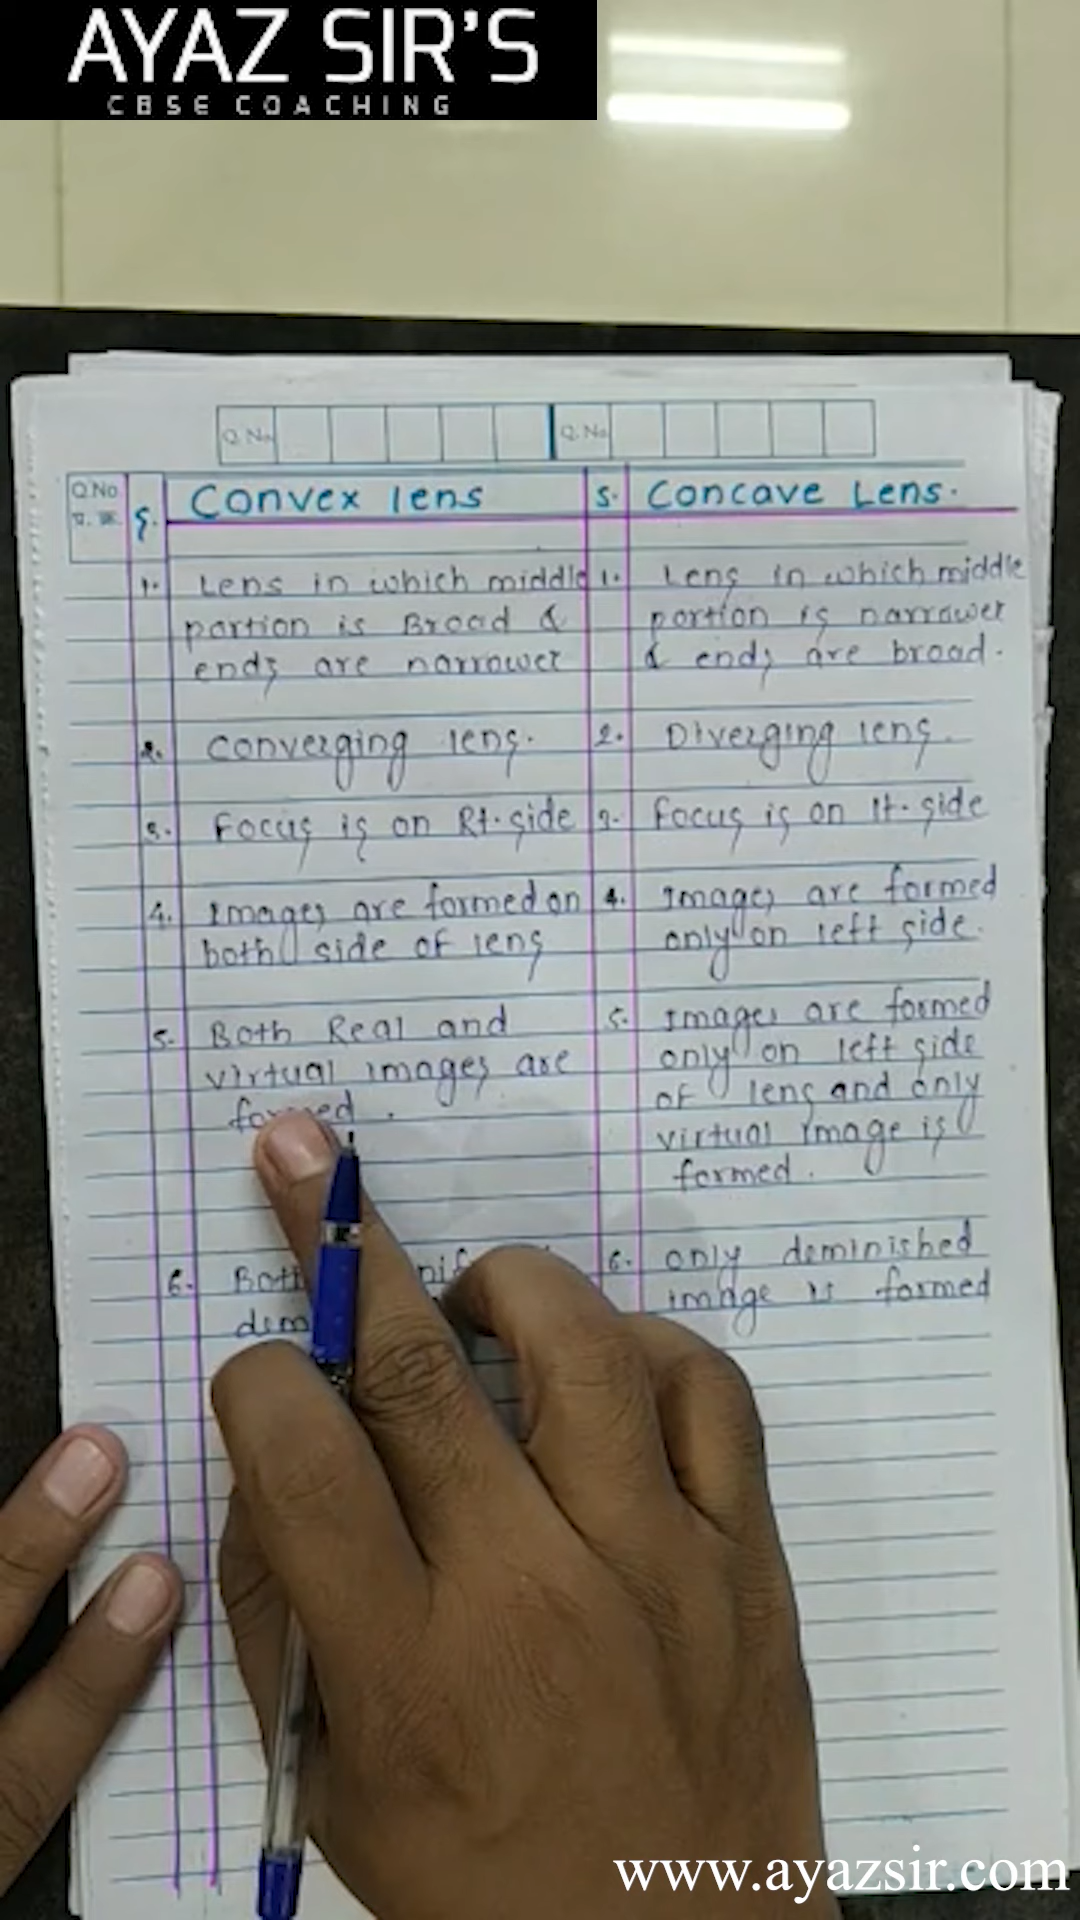 AYAZ SIR'S
CBSE COACHING
Q.No. Q.No.
Q.No.
S. Convex lens
1. Lens in which middle
portion is Broad &
ends are narrower
2. Converging lens.
3. Focus is on Rt. side
4. Images are formed on
both side of lens
5. Both Real and
virtual images are
formed.
6.
S. Concave Lens.
1. Lens in which middle
portion is narrower
& ends are broad.
2. Diverging lens.
3. Focus is on lt. side
4. Images are formed
only on left side.
5. Images are formed
only on left side
of lens and only
virtual image is
formed.
6. only deminished
image is formed
www.ayazsir.com